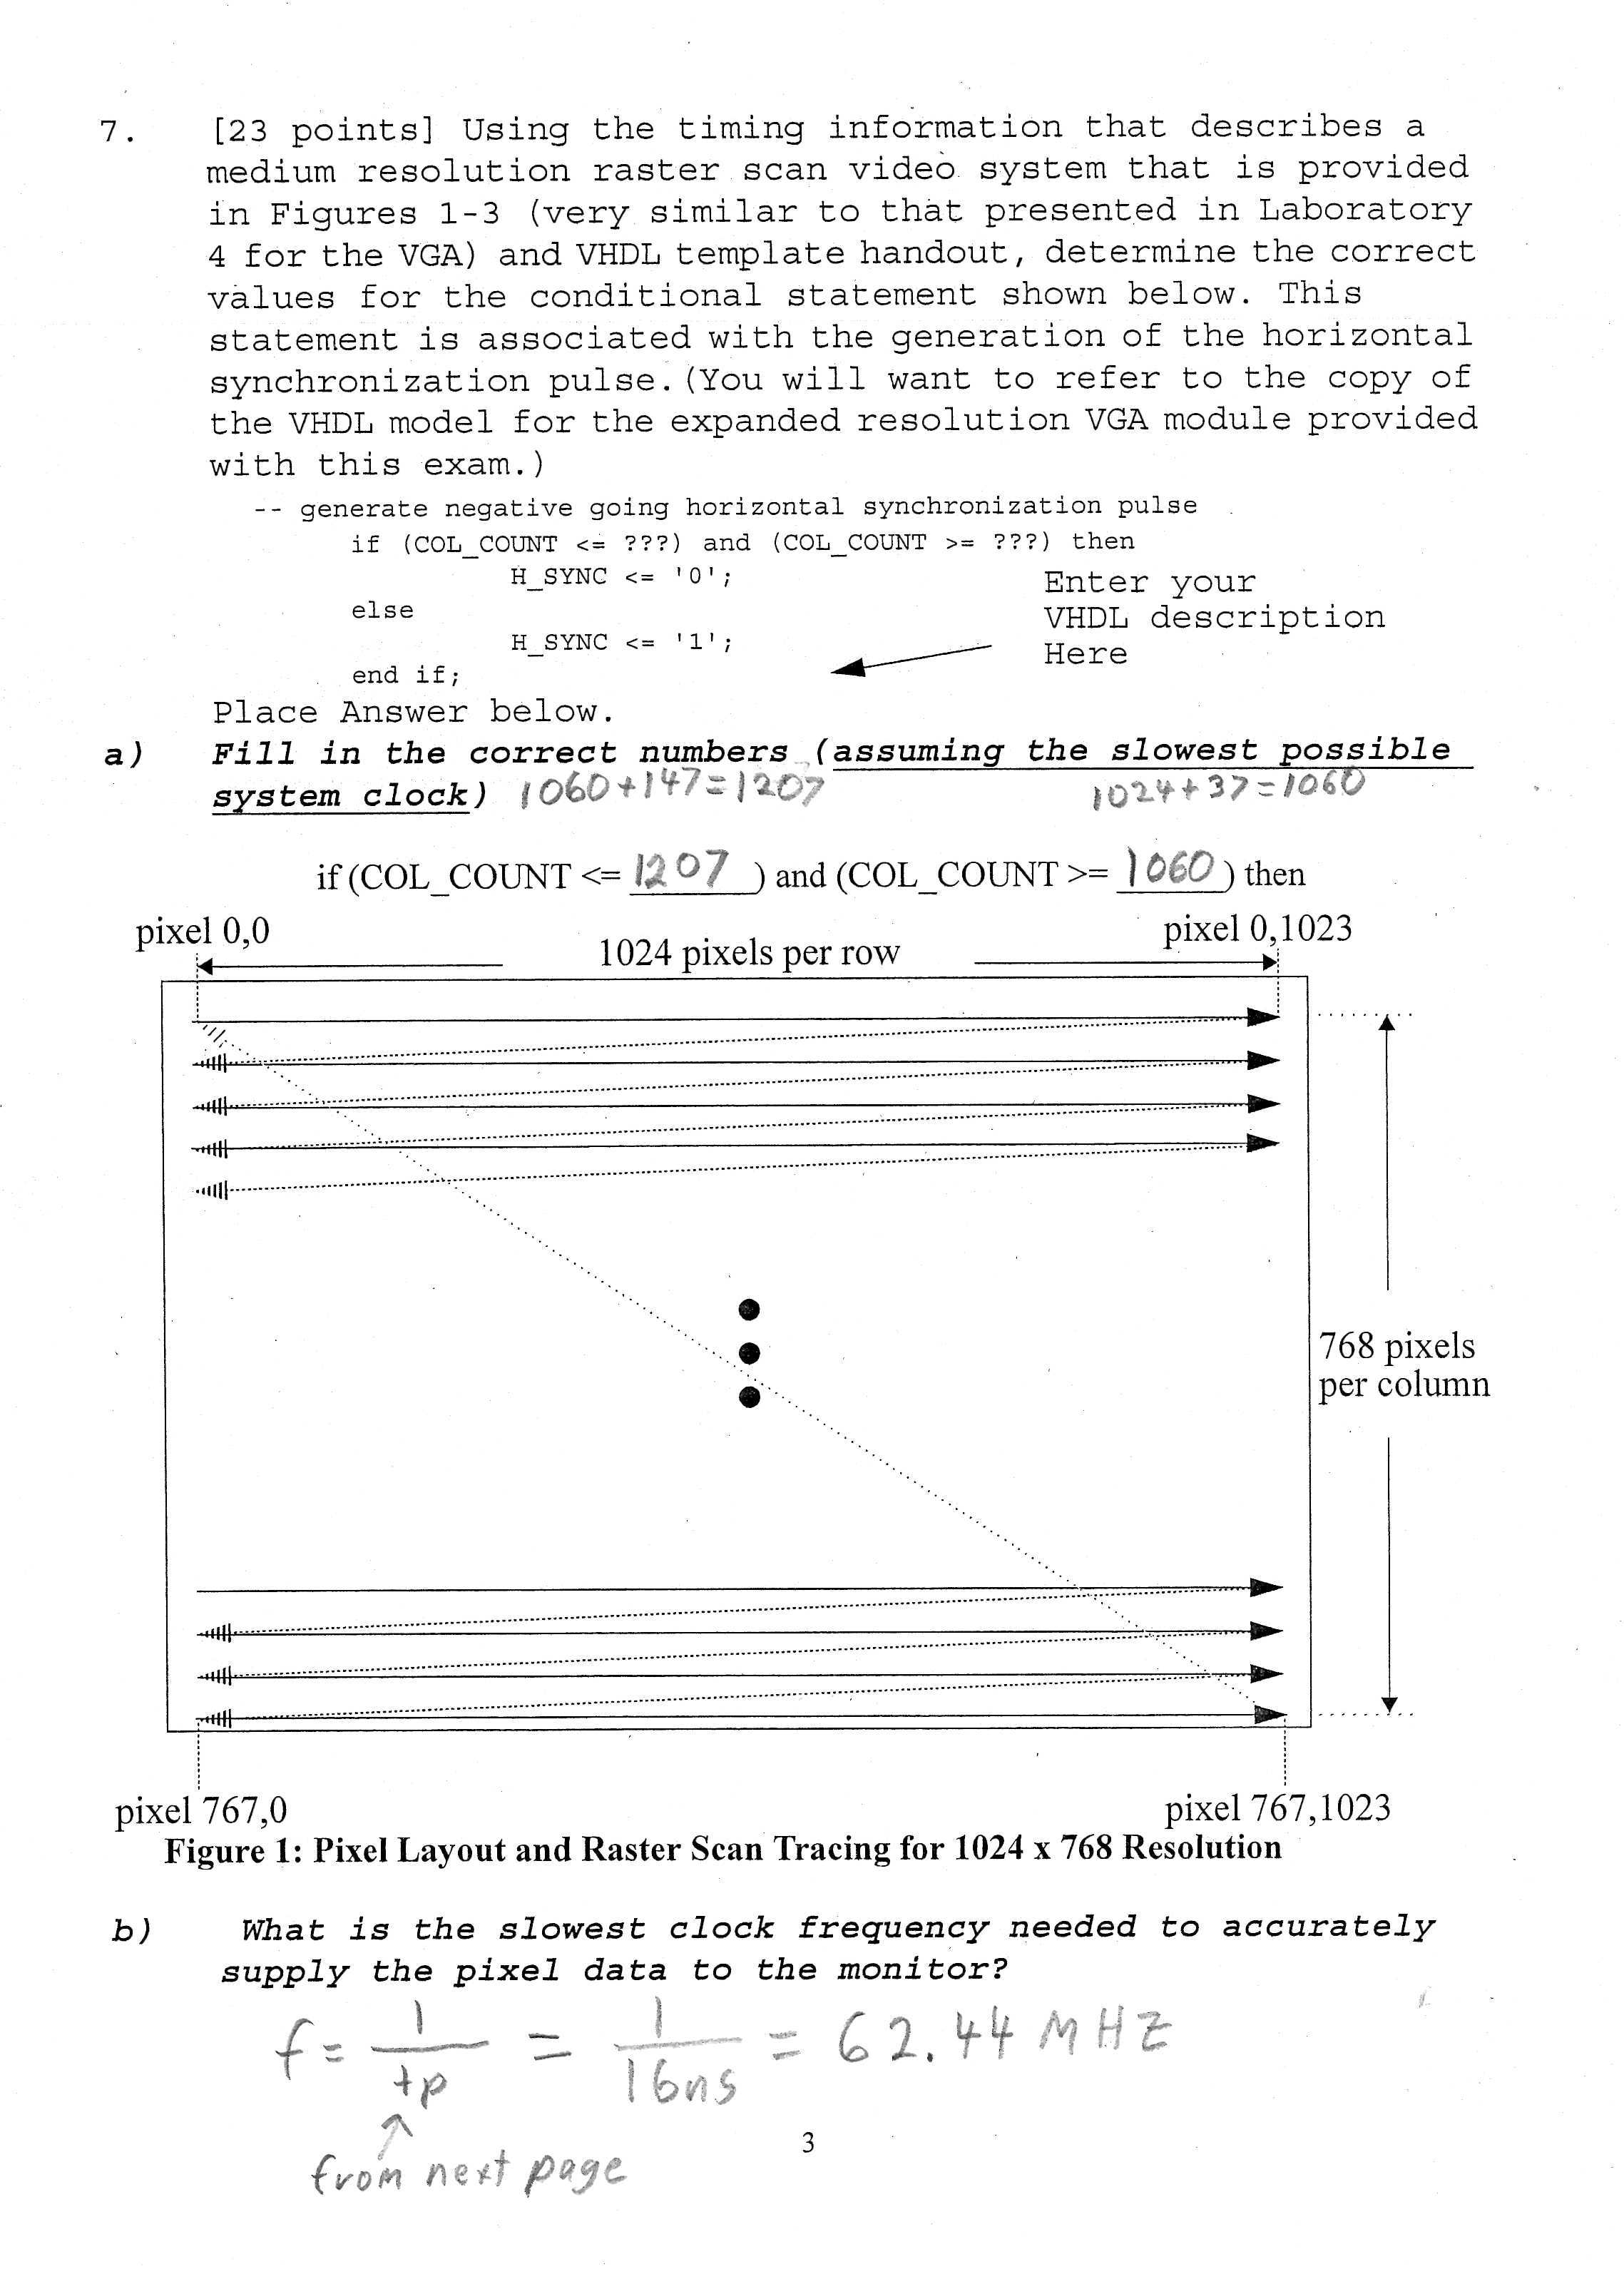 7. [23 points] Using the timing information that describes a
medium resolution raster scan video system that is provided
in Figures 1-3 (very similar to that presented in Laboratory
4 for the VGA) and VHDL template handout, determine the correct
values for the conditional statement shown below. This
statement is associated with the generation of the horizontal
synchronization pulse.(You will want to refer to the copy of
the VHDL model for the expanded resolution VGA module provided
with this exam.)
-- generate negative going horizontal synchronization pulse
if (COL_COUNT <= ???) and (COL_COUNT >= ???) then
H_SYNC <= '0';
else
H_SYNC <= '1';
end if;
Enter your
VHDL description
Here
Place Answer below.
a) Fill in the correct numbers (assuming the slowest possible
system clock) 1060+147=1207 1024+37=1060
if (COL_COUNT <= 1207 ) and (COL_COUNT >= 1060 ) then
pixel 0,0 1024 pixels per row pixel 0,1023
768 pixels
per column
pixel 767,0 pixel 767,1023
Figure 1: Pixel Layout and Raster Scan Tracing for 1024 x 768 Resolution
b) What is the slowest clock frequency needed to accurately
supply the pixel data to the monitor?
f = 1/tp = 1/16ns = 62.44 MHZ
from next page
3